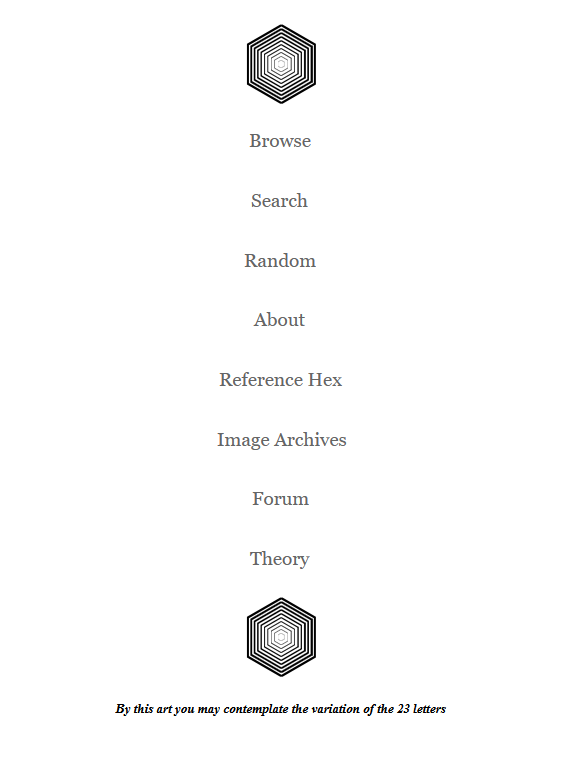 Browse
Search
Random
About
Reference Hex
Image Archives
Forum
Theory
By this art you may contemplate the variation of the 23 letters